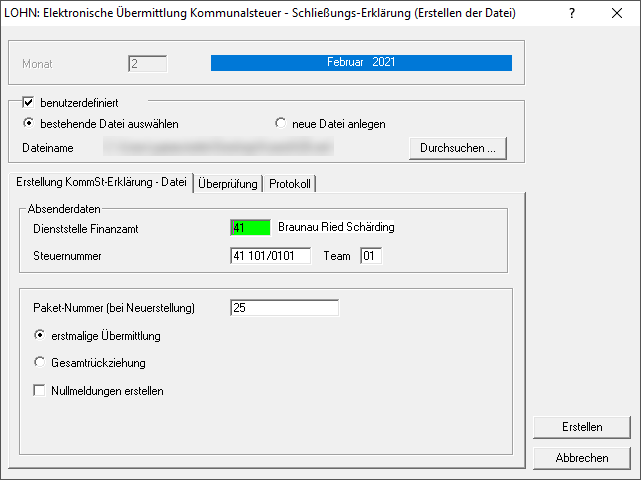 LOHN: Elektronische Übermittlung Kommunalsteuer - Schließungs-Erklärung (Erstellen der Datei)
Monat 2 Februar 2021
benutzerdefiniert
bestehende Datei auswählen neue Datei anlegen
Dateiname Durchsuchen ...
Erstellung KommSt-Erklärung - Datei Überprüfung Protokoll
Absenderdaten
Dienststelle Finanzamt 41 Braunau Ried Schärding
Steuernummer 41 101/0101 Team 01
Paket-Nummer (bei Neuerstellung) 25
erstmalige Übermittlung
Gesamtrückziehung
Nullmeldungen erstellen
Erstellen
Abbrechen